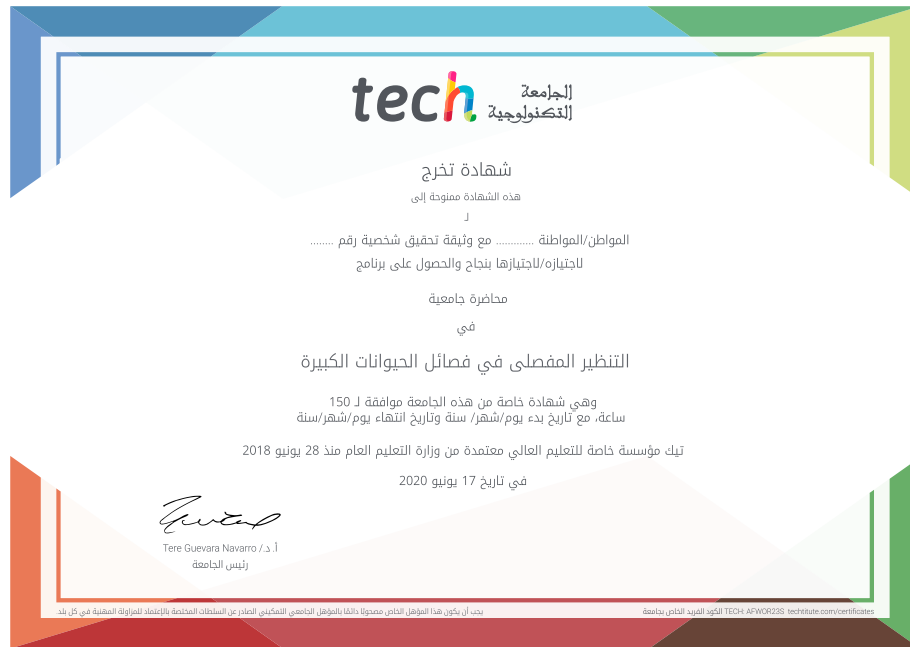 tech الجامعة
التكنولوجية
شهادة تخرج
هذه الشهادة ممنوحة إلى
لـ
المواطن/المواطنة ............ مع وثيقة تحقيق شخصية رقم ........
لاجتيازه/لاجتيازها بنجاح والحصول على برنامج
محاضرة جامعية
في
التنظير المفصلى في فصائل الحيوانات الكبيرة
وهي شهادة خاصة من هذه الجامعة موافقة لـ 150
ساعة، مع تاريخ بدء يوم/شهر/ سنة وتاريخ انتهاء يوم/شهر/سنة
تيك مؤسسة خاصة للتعليم العالي معتمدة من وزارة التعليم العام منذ 28 يونيو 2018
في تاريخ 17 يونيو 2020
أ.د./ Tere Guevara Navarro
رئيس الجامعة
يجب أن يكون هذا المؤهل الخاص مصحوبًا دائمًا بالمؤهل الجامعي التمكيني الصادر عن السلطات المختصة بالإعتماد للمزاولة المهنية في كل بلد.
الكود الفريد الخاص بجامعة TECH: AFWOR23S techtitute.com/certificates